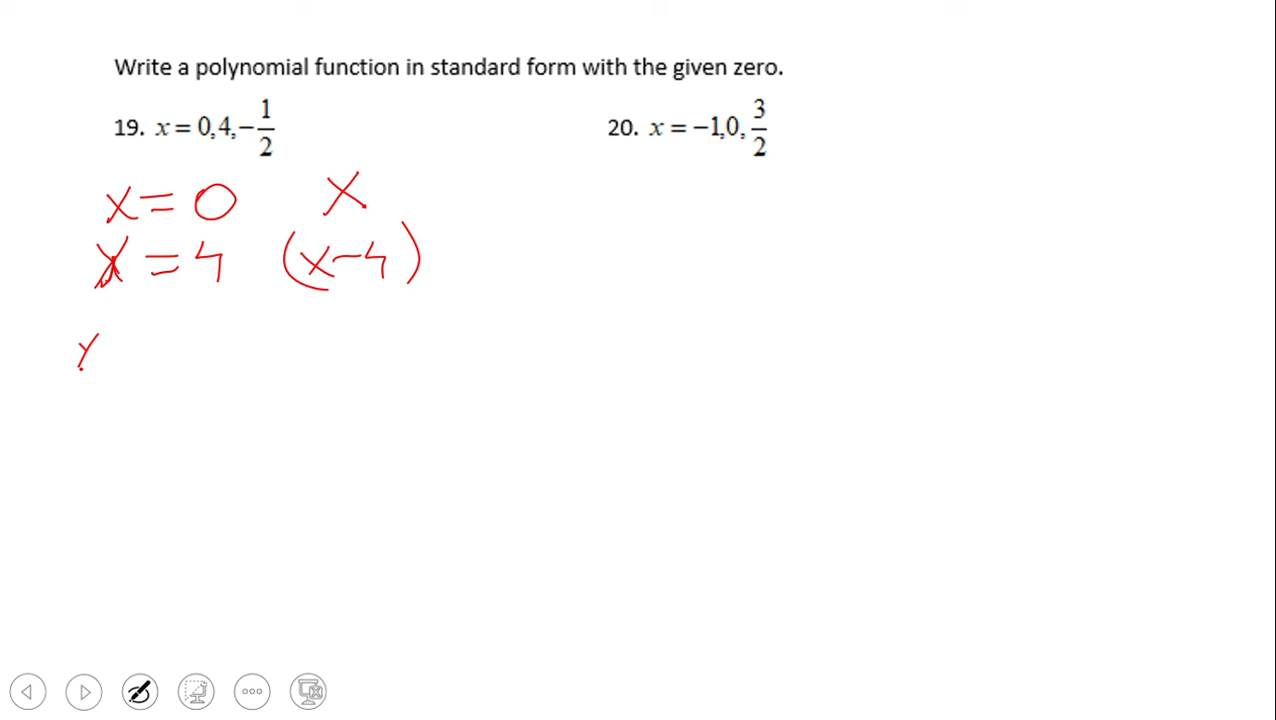 Write a polynomial function in standard form with the given zero.
19. x = 0,4,-1/2
20. x = -1,0,3/2
x = 0 x
x = 4 (x-4)
x